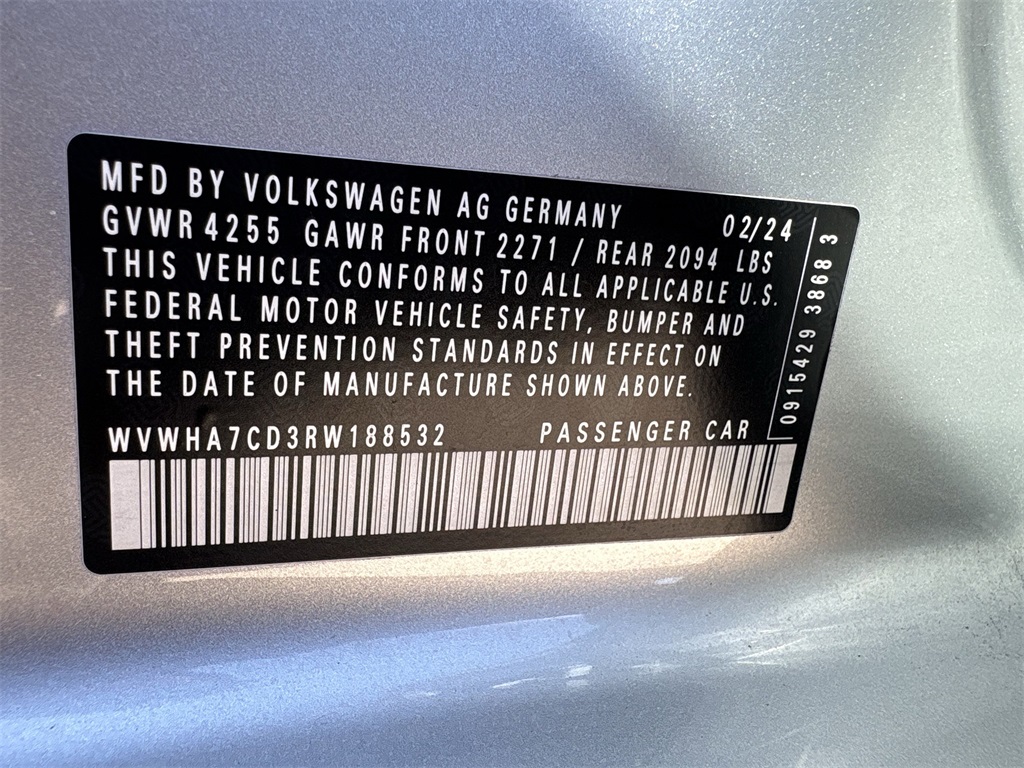 MFD BY VOLKSWAGEN AG GERMANY 02/24
GVWR 4255 GAWR FRONT 2271 / REAR 2094 LBS
THIS VEHICLE CONFORMS TO ALL APPLICABLE U.S.
FEDERAL MOTOR VEHICLE SAFETY, BUMPER AND
THEFT PREVENTION STANDARDS IN EFFECT ON
THE DATE OF MANUFACTURE SHOWN ABOVE.
WVWHA7CD3RW188532 PASSENGER CAR
0915429 38683